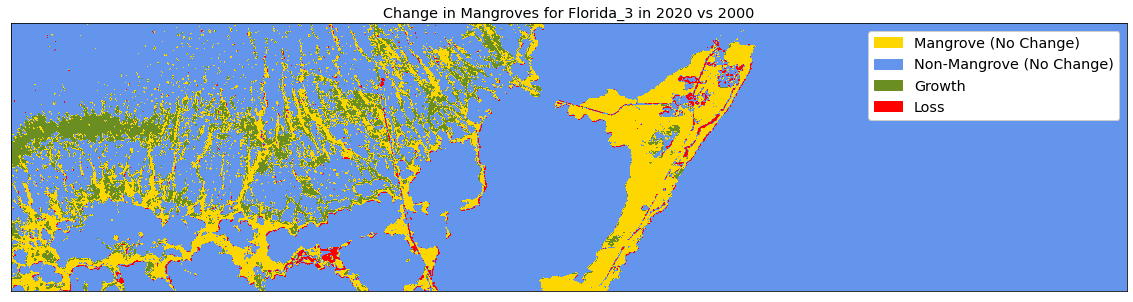 Change in Mangroves for Florida_3 in 2020 vs 2000
Mangrove (No Change)
Non-Mangrove (No Change)
Growth
Loss